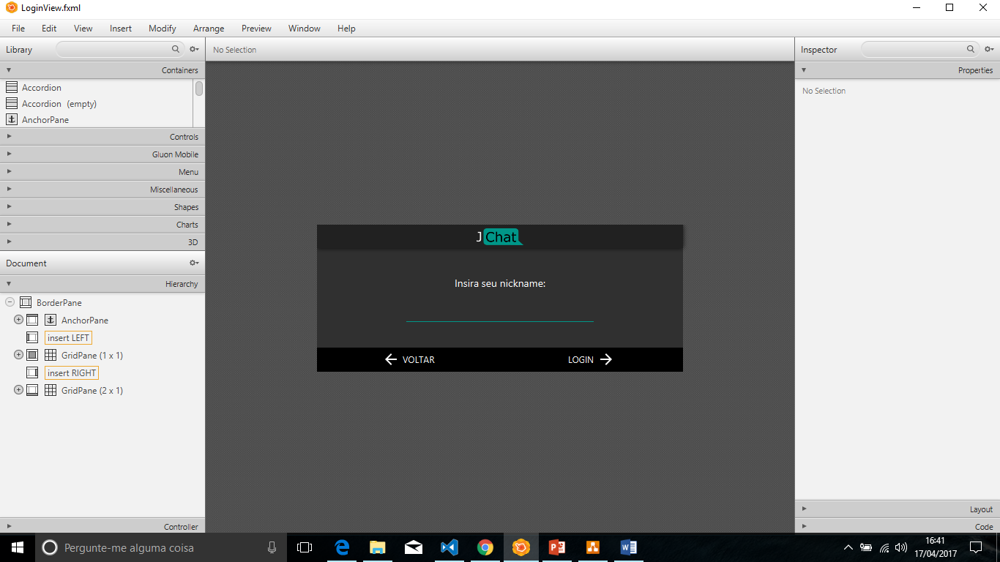 LoginView.fxml
File Edit View Insert Modify Arrange Preview Window Help
Library
Containers
Accordion
Accordion (empty)
AnchorPane
Controls
Gluon Mobile
Menu
Miscellaneous
Shapes
Charts
3D
Document
Hierarchy
BorderPane
AnchorPane
insert LEFT
GridPane (1 x 1)
insert RIGHT
GridPane (2 x 1)
Controller
No Selection
J Chat
Insira seu nickname:
VOLTAR LOGIN
Inspector
Properties
No Selection
Layout
Code
Pergunte-me alguma coisa
16:41
17/04/2017